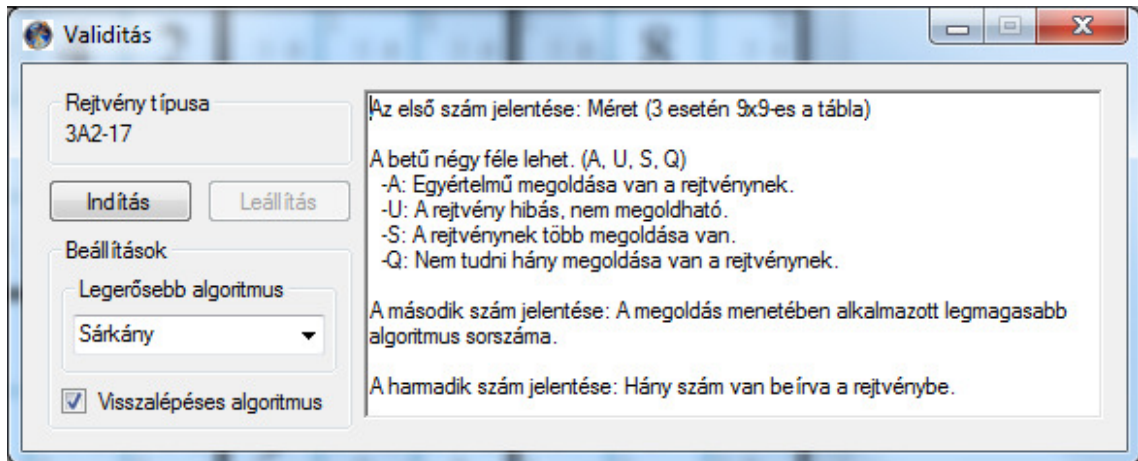 Validitás
Rejtvény típusa
3A2-17
Indítás
Leállítás
Beállítások
Legerősebb algoritmus
Sárkány
Visszalépéses algoritmus
Az első szám jelentése: Méret (3 esetén 9x9-es a tábla)
A betű négy féle lehet. (A, U, S, Q)
-A: Egyértelmű megoldása van a rejtvénynek.
-U: A rejtvény hibás, nem megoldható.
-S: A rejtvénynek több megoldása van.
-Q: Nem tudni hány megoldása van a rejtvénynek.
A második szám jelentése: A megoldás menetében alkalmazott legmagasabb
algoritmus sorszáma.
A harmadik szám jelentése: Hány szám van beírva a rejtvénybe.